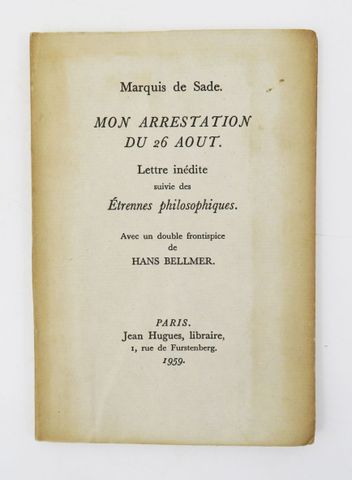 Marquis de Sade.
MON ARRESTATION
DU 26 AOUT.
Lettre inédite
suivie des
Étrennes philosophiques.
Avec un double frontispice
de
HANS BELLMER.
PARIS.
Jean Hugues, libraire,
1, rue de Furstenberg.
1959.